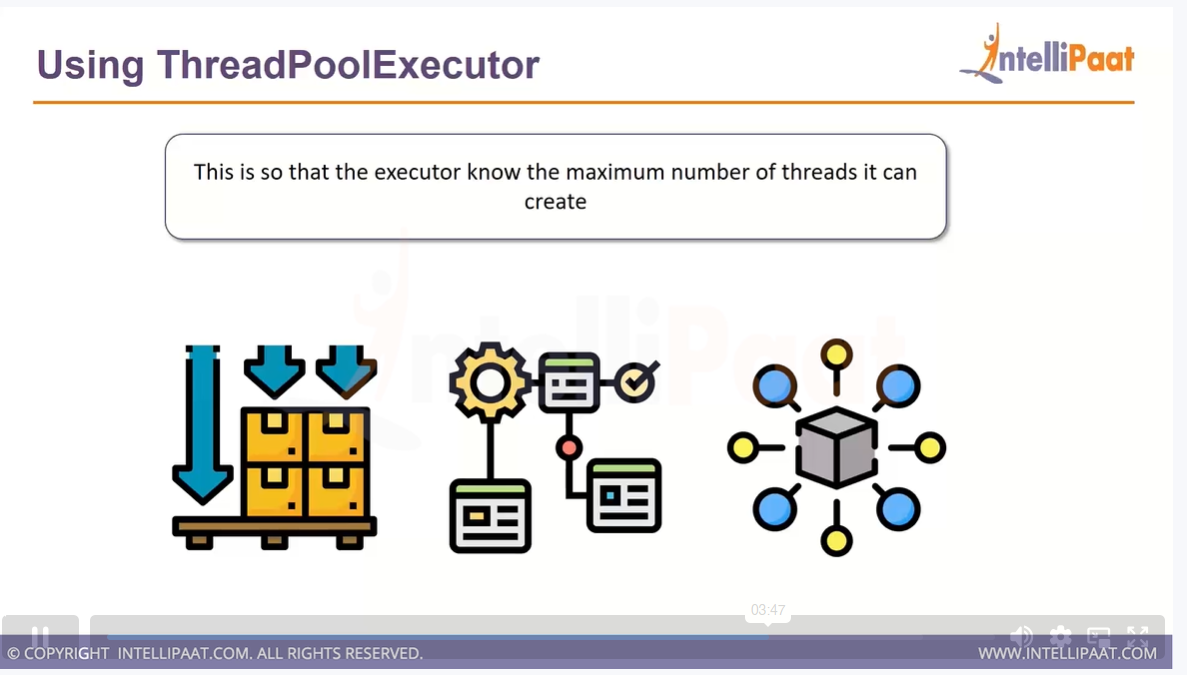 Using ThreadPoolExecutor
IntelliPaat
This is so that the executor know the maximum number of threads it can
create
IntelliPaat
03:47
© COPYRIGHT INTELLIPAAT.COM. ALL RIGHTS RESERVED.
WWW.INTELLIPAAT.COM